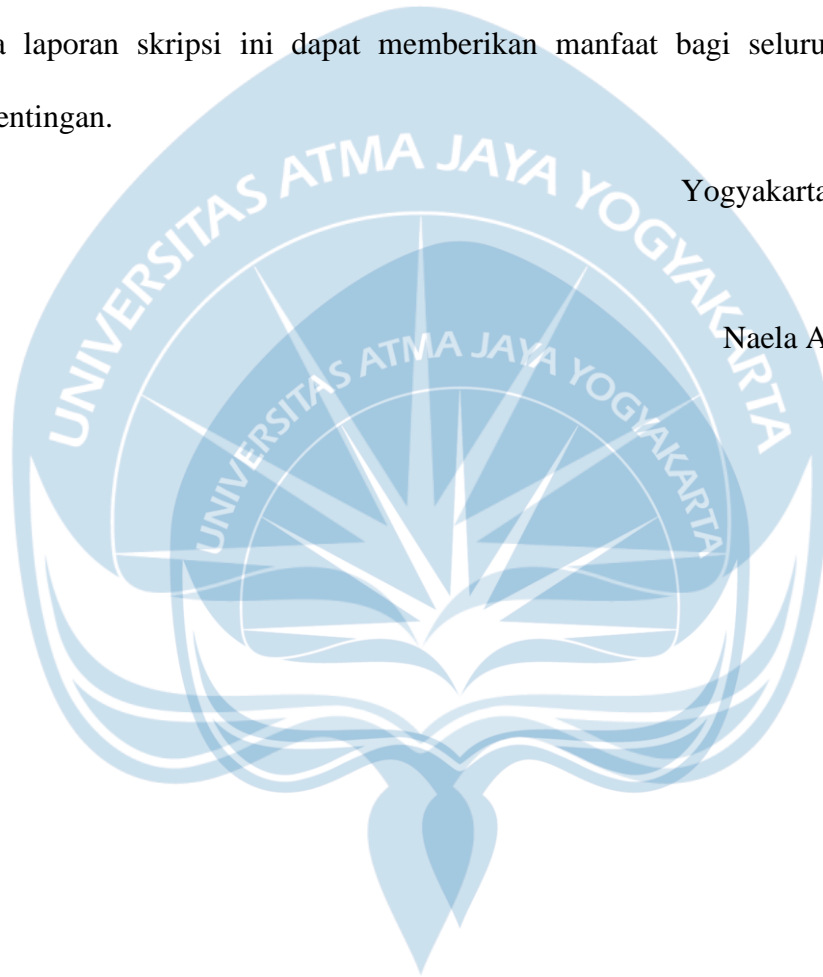 a laporan skripsi ini dapat memberikan manfaat bagi seluru
entingan.
UNIVERSITAS ATMA JAYA YOGYAKARTA
Yogyakarta
Naela A
UNIVERSITAS ATMA JAYA YOGYAKARTA